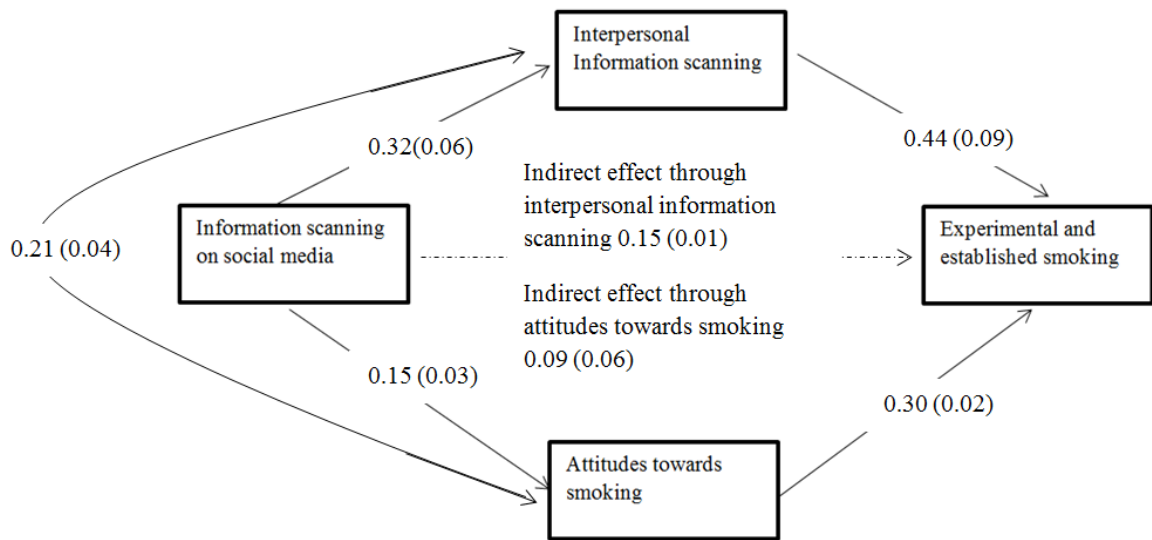 Interpersonal
Information scanning
0.32(0.06)
0.44 (0.09)
Indirect effect through
interpersonal information
scanning 0.15 (0.01)
Information scanning
on social media
0.21 (0.04)
Experimental and
established smoking
Indirect effect through
attitudes towards smoking
0.09 (0.06)
0.15 (0.03)
0.30 (0.02)
Attitudes towards
smoking